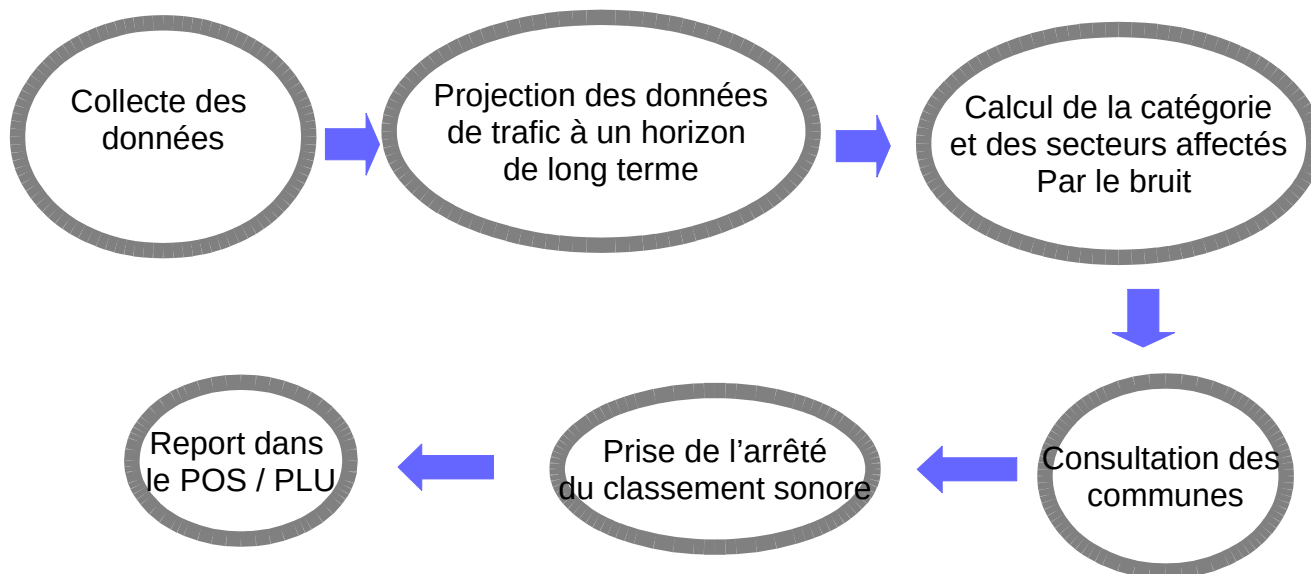 Collecte des
données
Projection des données
de trafic à un horizon
de long terme
Calcul de la catégorie
et des secteurs affectés
Par le bruit
Consultation des
communes
Prise de l’arrêté
du classement sonore
Report dans
le POS / PLU